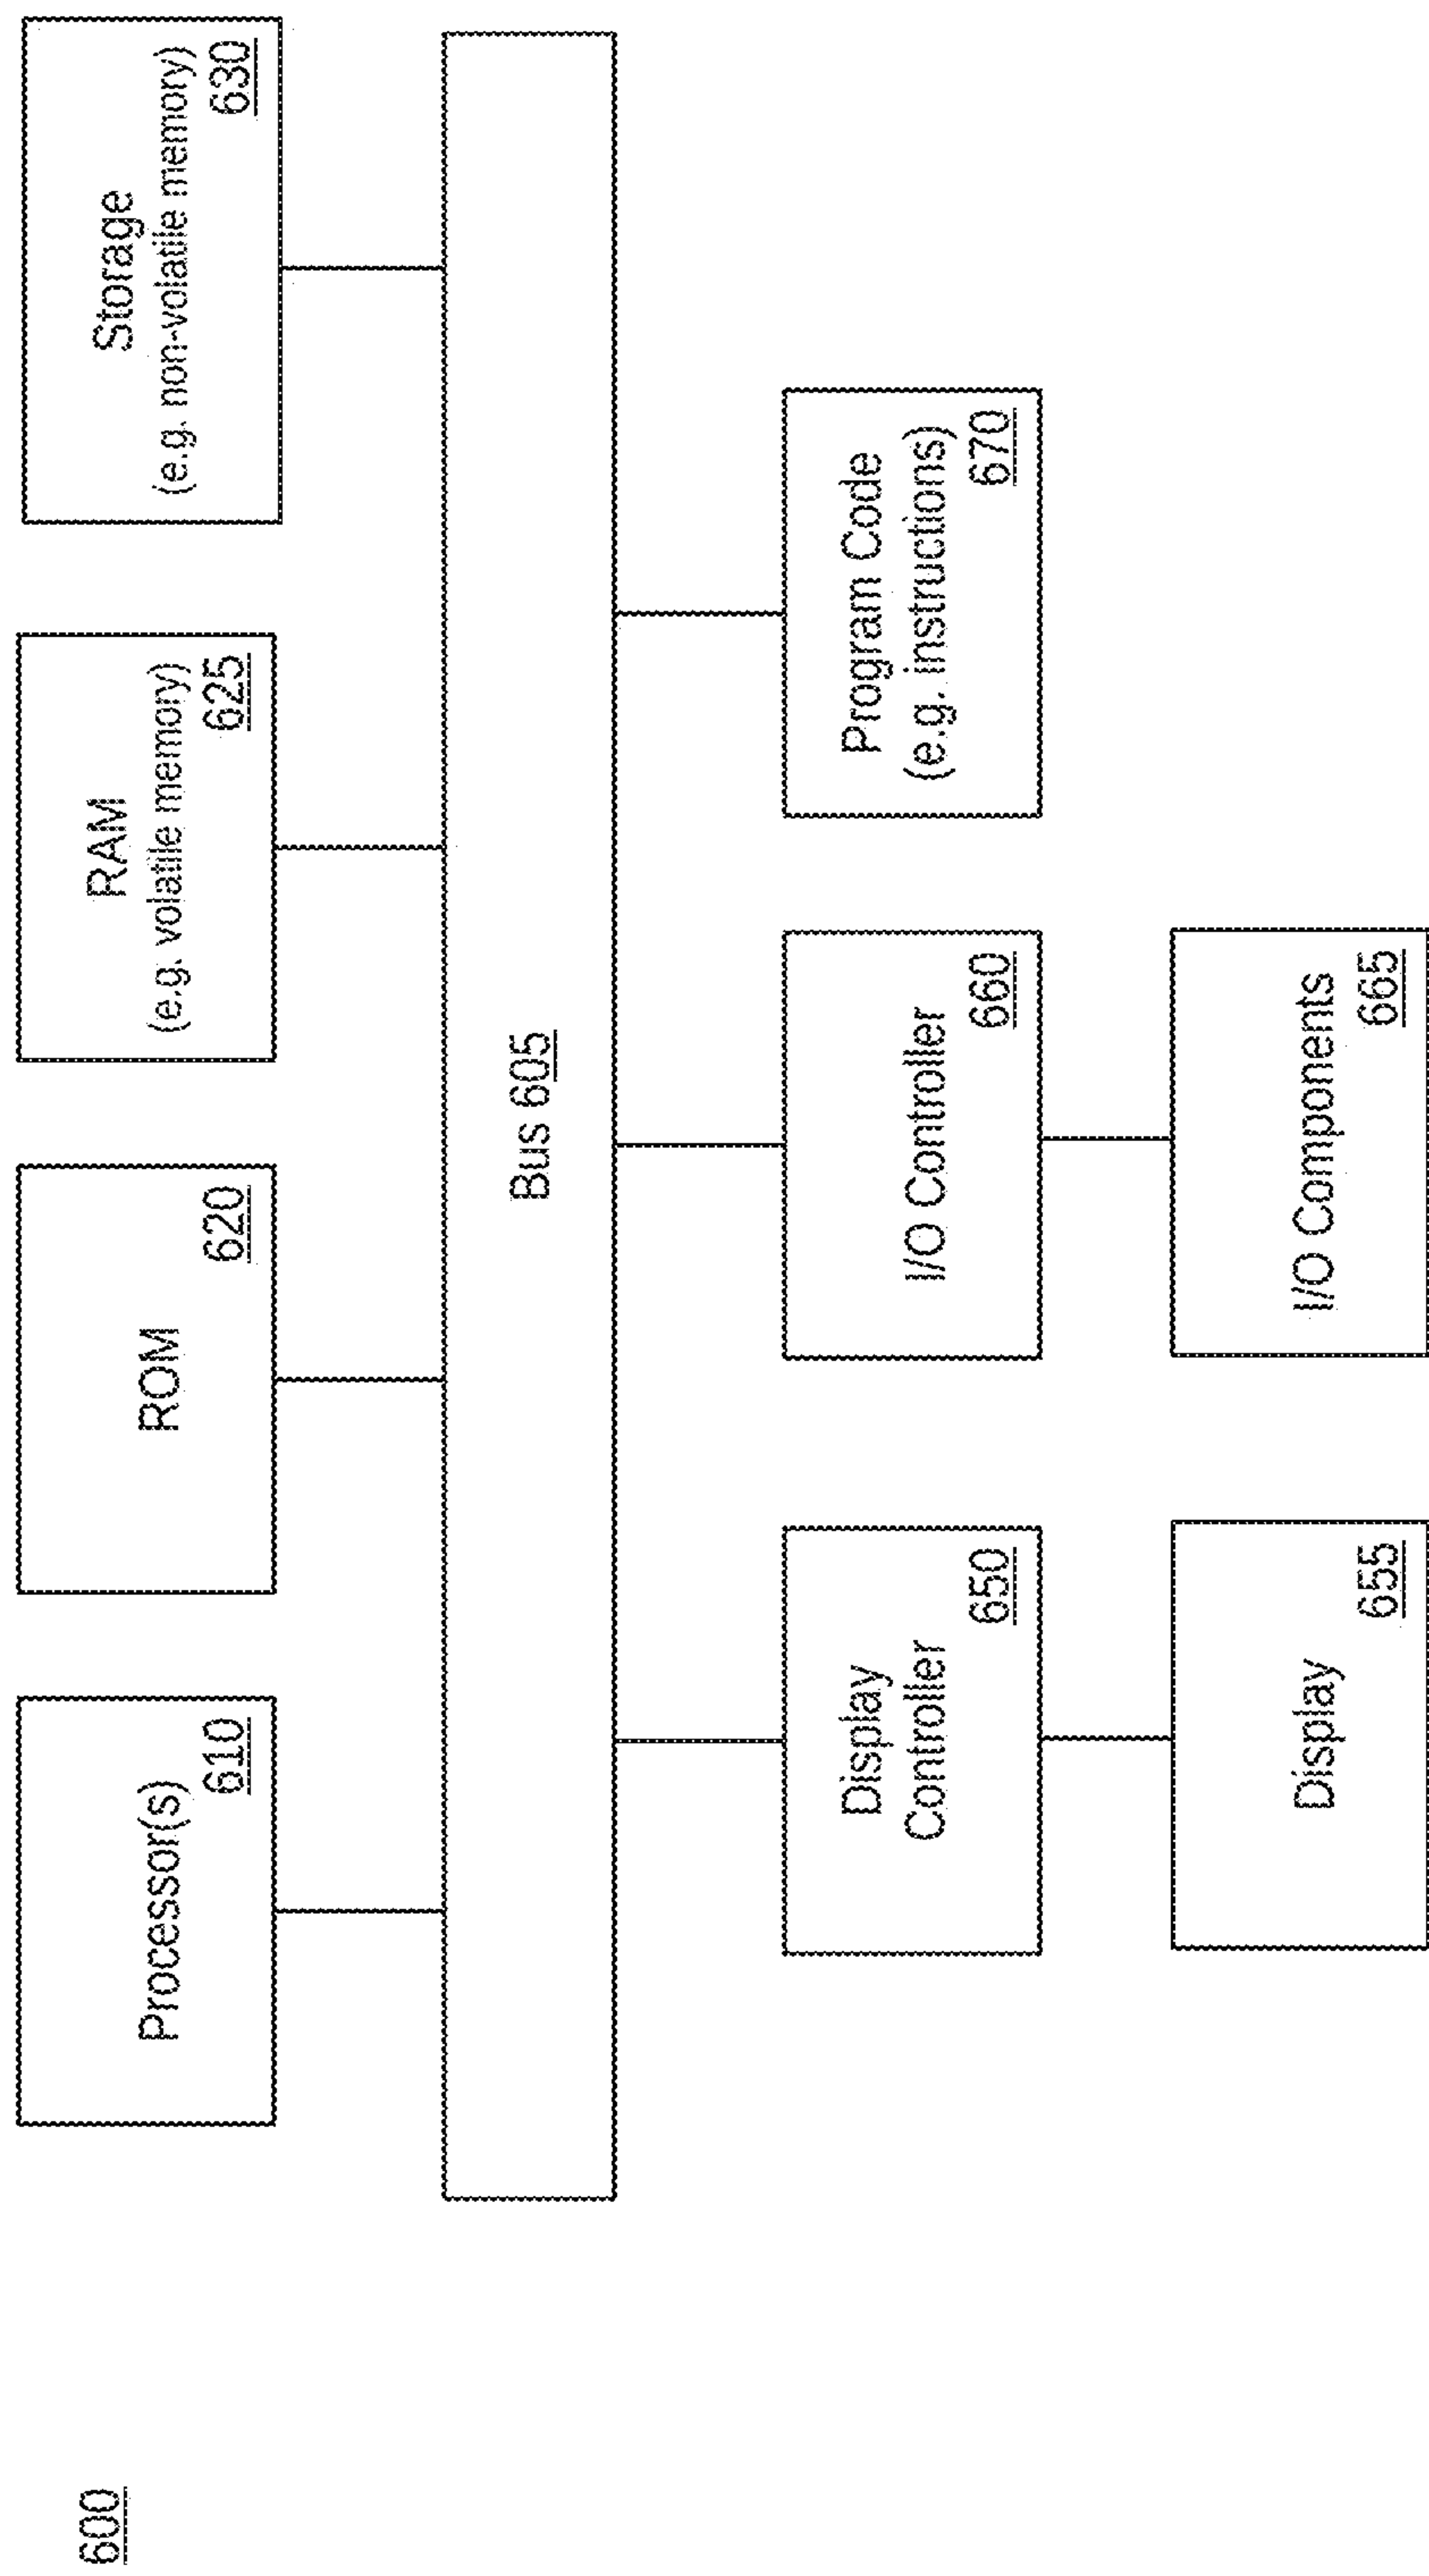 600
Processor(s)
610
ROM
620
RAM
(e.g. volatile memory)
625
Storage
(e.g. non-volatile memory)
630
Bus 605
Display
Controller
650
I/O Controller
660
Program Code
(e.g. instructions)
670
Display
655
I/O Components
665